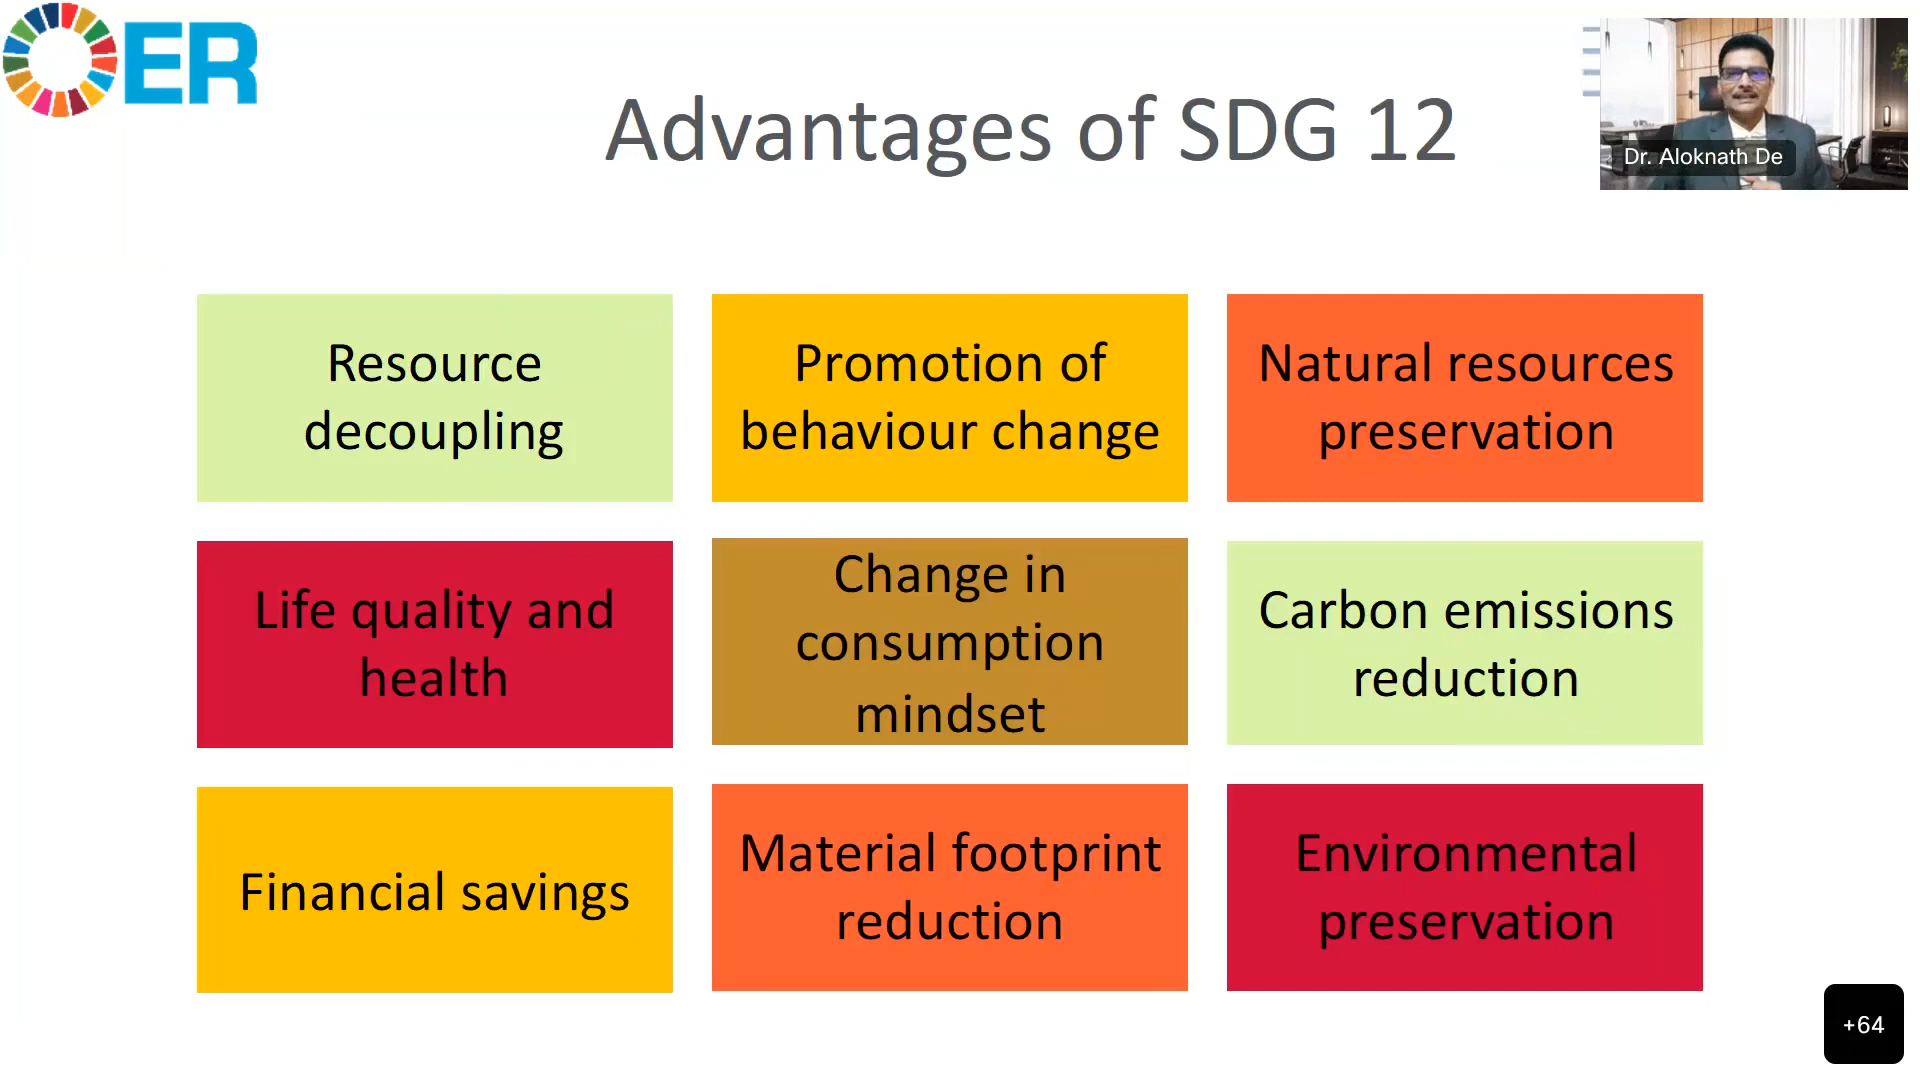 OER
Advantages of SDG 12
Dr. Aloknath De
Resource
decoupling
Promotion of
behaviour change
Natural resources
preservation
Life quality and
health
Change in
consumption
mindset
Carbon emissions
reduction
Financial savings
Material footprint
reduction
Environmental
preservation
+64